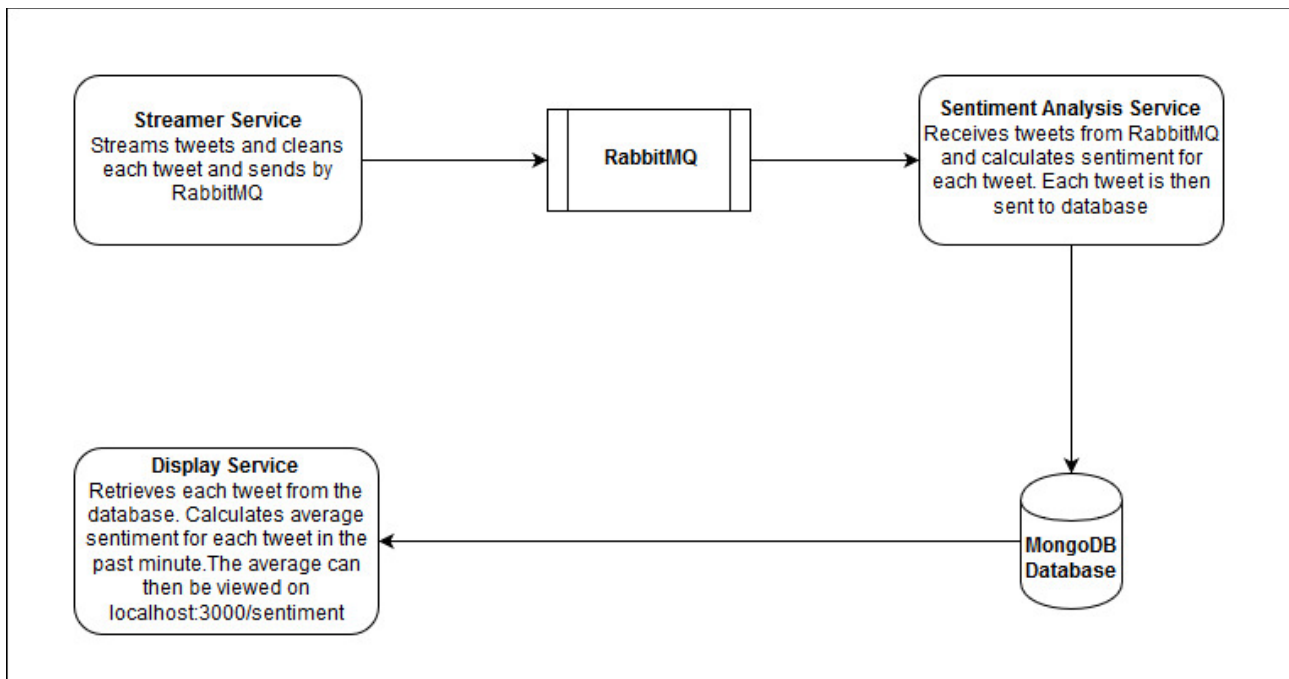 Streamer Service
Streams tweets and cleans
each tweet and sends by
RabbitMQ
RabbitMQ
Sentiment Analysis Service
Receives tweets from RabbitMQ
and calculates sentiment for
each tweet. Each tweet is then
sent to database
Display Service
Retrieves each tweet from the
database. Calculates average
sentiment for each tweet in the
past minute.The average can
then be viewed on
localhost:3000/sentiment
MongoDB
Database